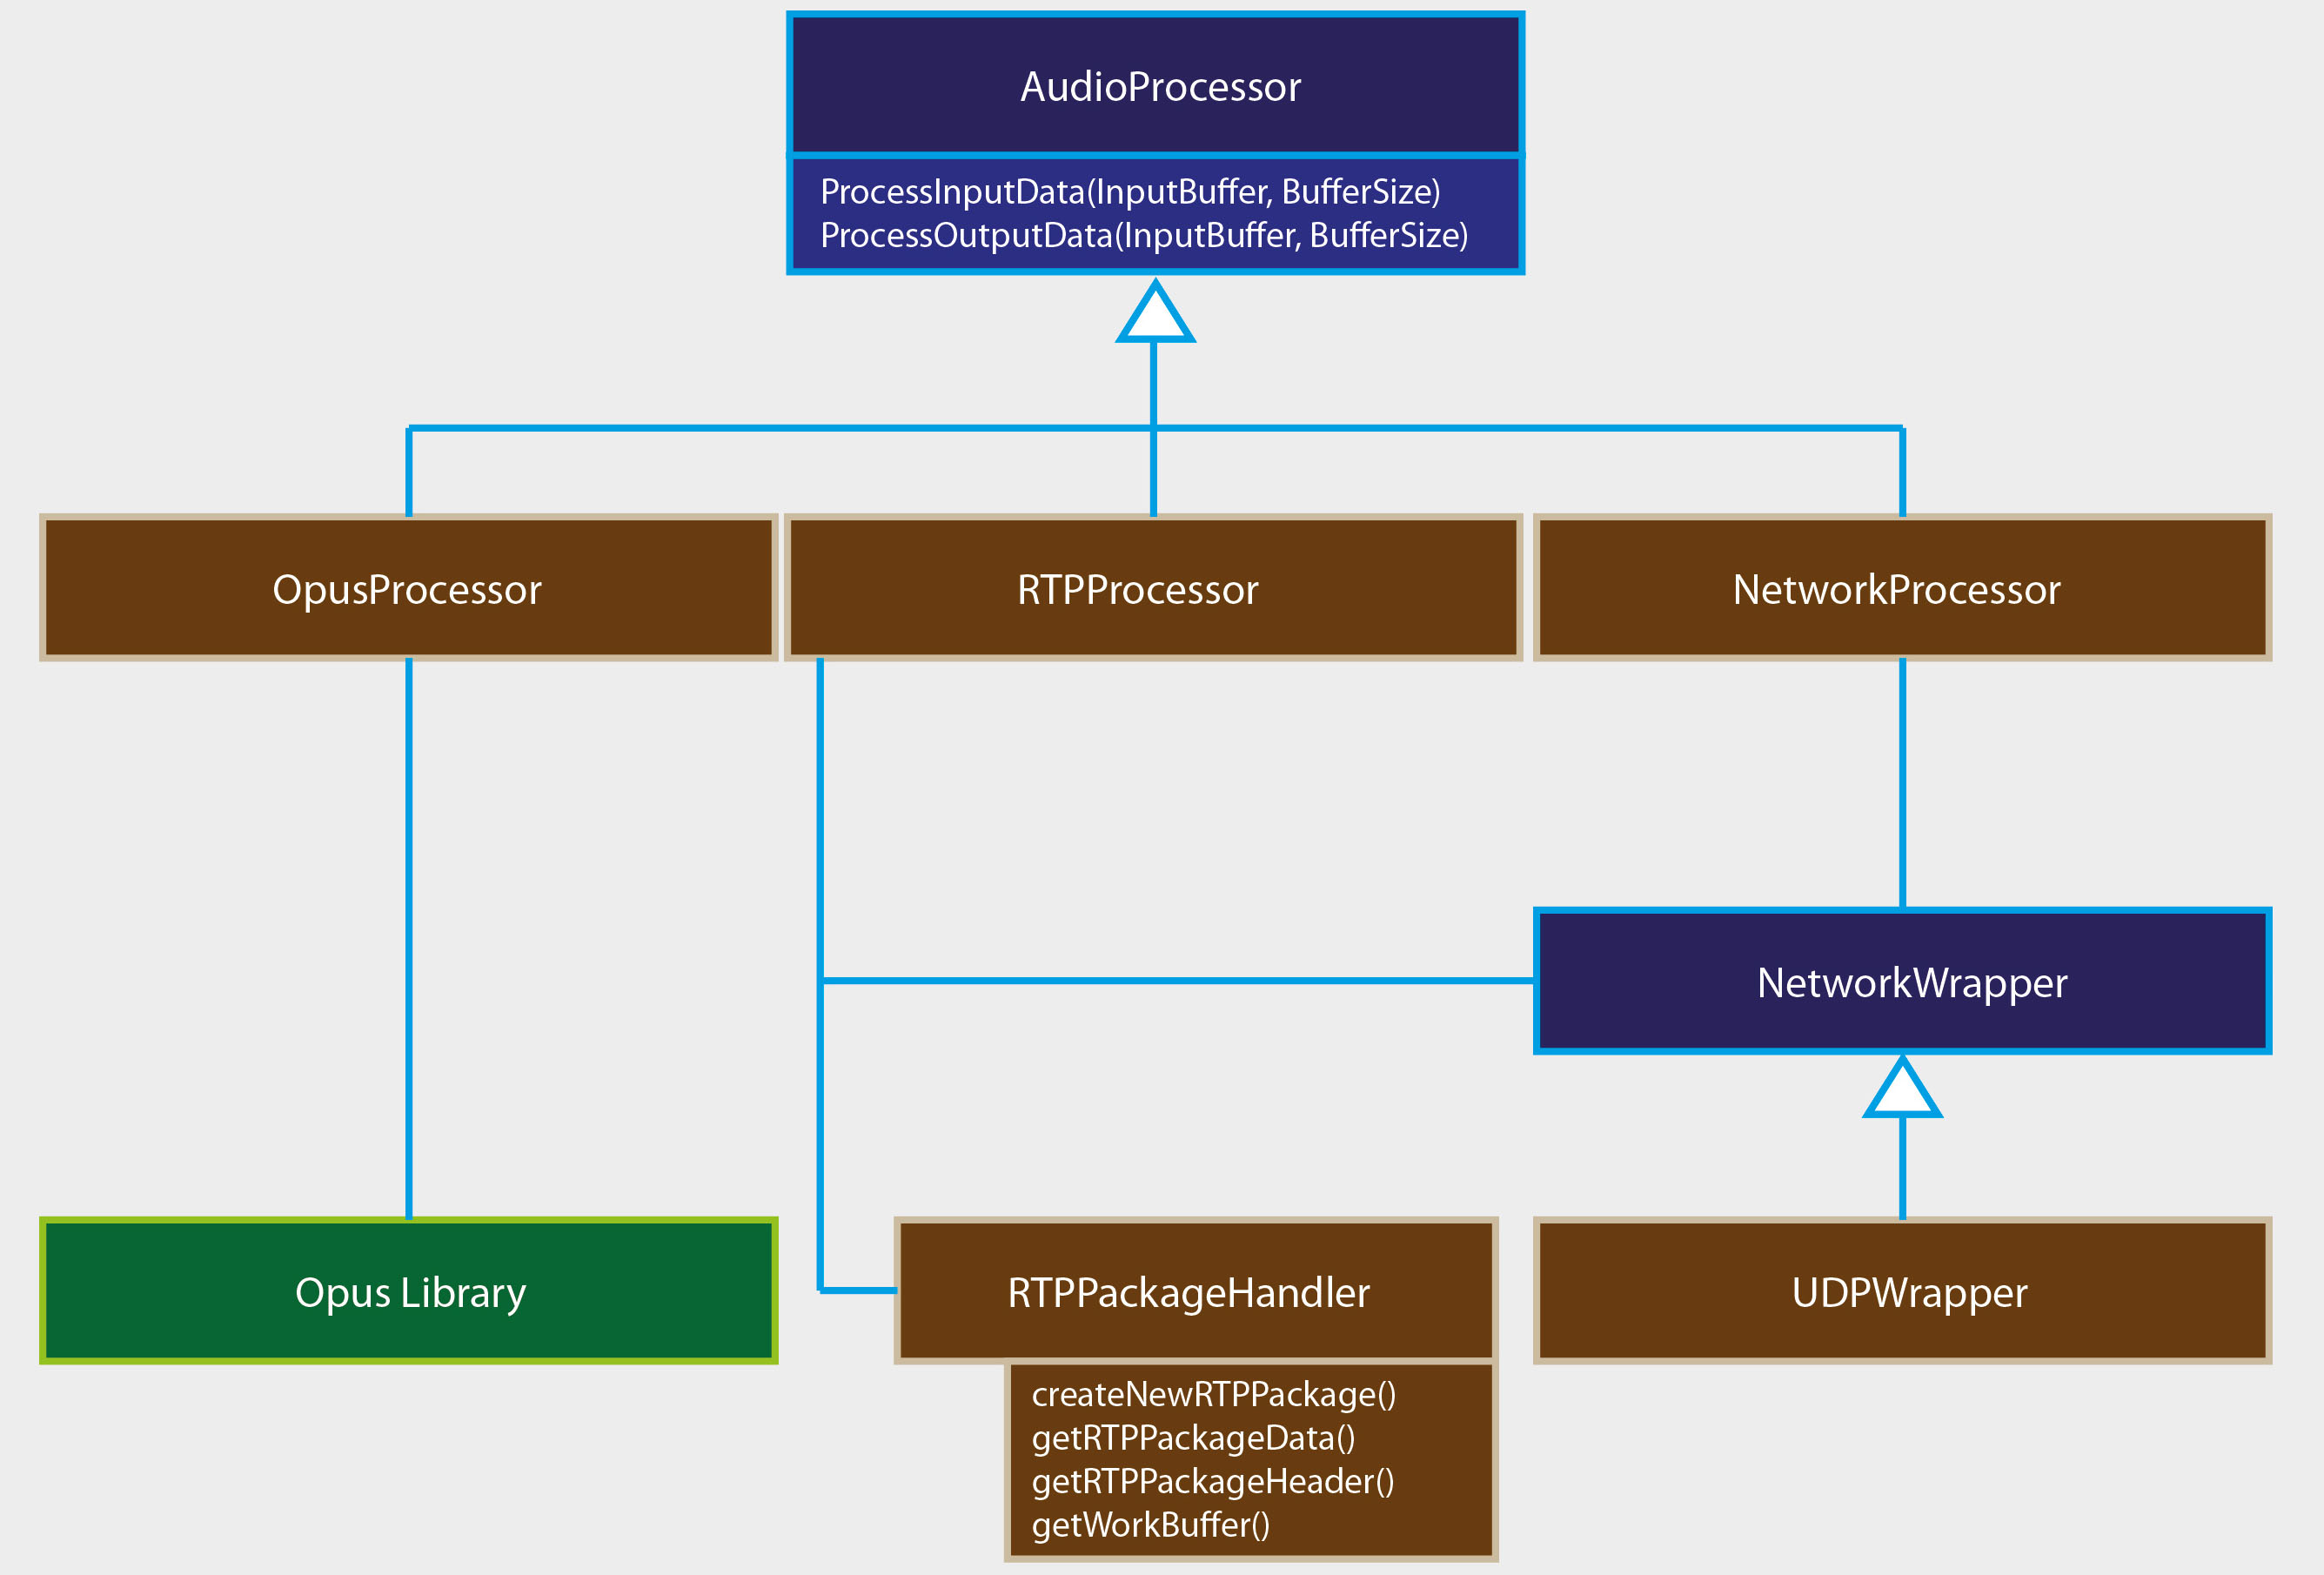 AudioProcessor
ProcessInputData(InputBuffer, BufferSize)
ProcessOutputData(InputBuffer, BufferSize)
OpusProcessor
RTPProcessor
NetworkProcessor
NetworkWrapper
Opus Library
RTPPackageHandler
UDPWrapper
createNewRTPPackage()
getRTPPackageData()
getRTPPackageHeader()
getWorkBuffer()